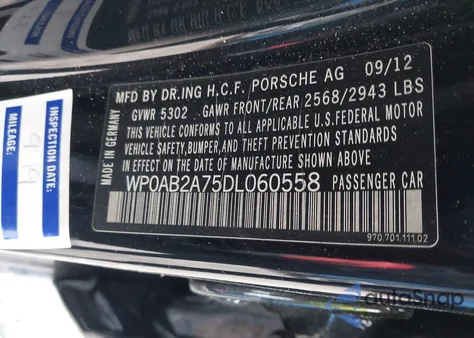 MFD BY DR.ING H.C.F. PORSCHE AG 09/12
GVWR 5302 GAWR FRONT/REAR 2568/2943 LBS
THIS VEHICLE CONFORMS TO ALL APPLICABLE U.S.FEDERAL MOTOR
VEHICLE SAFETY,BUMPER,AND THEFT PREVENTION STANDARDS
IN EFFECT ON THE DATE OF MANUFACTURE SHOWN ABOVE.
WP0AB2A75DL060558 PASSENGER CAR
970.701.111.02
MADE IN GERMANY
MILEAGE:
autoSnap